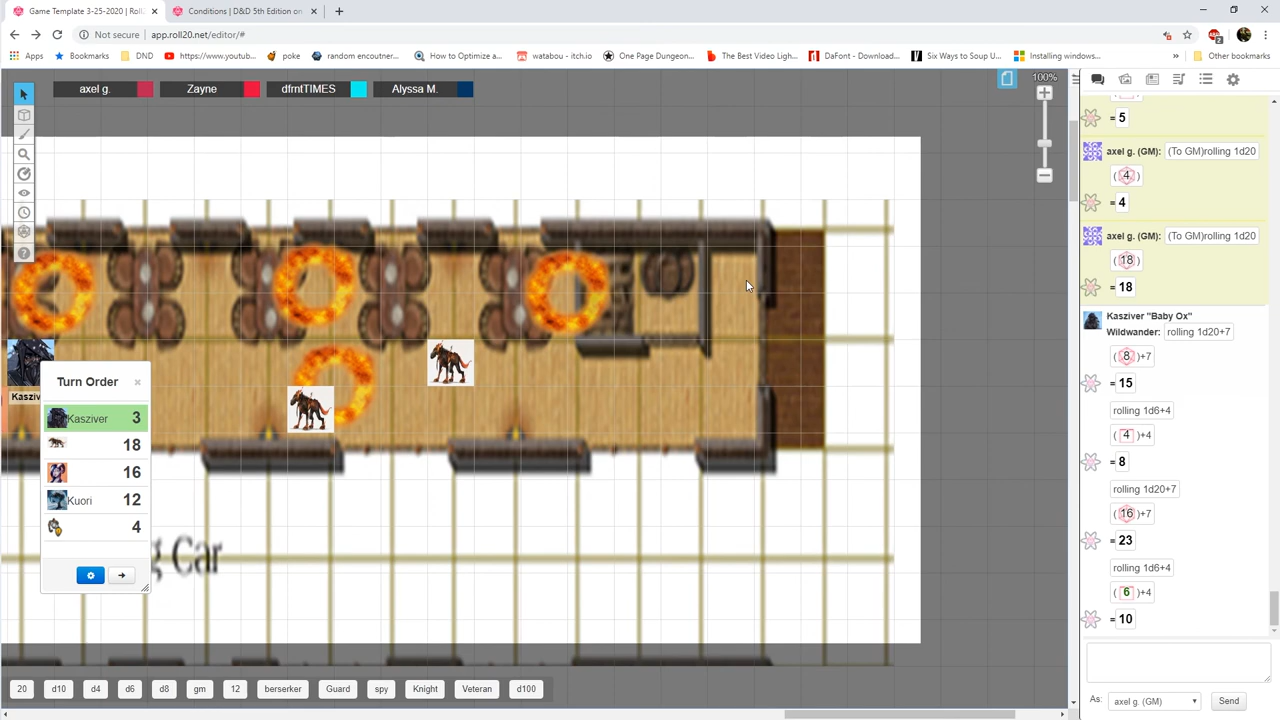 Game Template 3-25-2020 | Roll2
Conditions | D&D 5th Edition on
Not secure app.roll20.net/editor/#
Apps Bookmarks DND https://www.youtube... poke random encoutner... How to Optimize a... watabou - itch.io One Page Dungeon... The Best Video Ligh... DaFont - Download... Six Ways to Soup U... Installing windows... » Other bookmarks
axel g. Zayne dfmfTIMES Alyssa M.
100%
= 5
axel g. (GM): (To GM)rolling 1d20
( 4 )
= 4
axel g. (GM): (To GM)rolling 1d20
( 18 )
= 18
Kasziver "Baby Ox"
Wildwander: rolling 1d20+7
( 8 )+7
= 15
rolling 1d6+4
( 4 )+4
= 8
rolling 1d20+7
( 16 )+7
= 23
rolling 1d6+4
( 6 )+4
= 10
Kasziv
Turn Order ×
Kasziver 3
18
16
Kuori 12
4
g Car
20 d10 d4 d6 d8 gm 12 berserker Guard spy Knight Veteran d100
As: axel g. (GM) Send